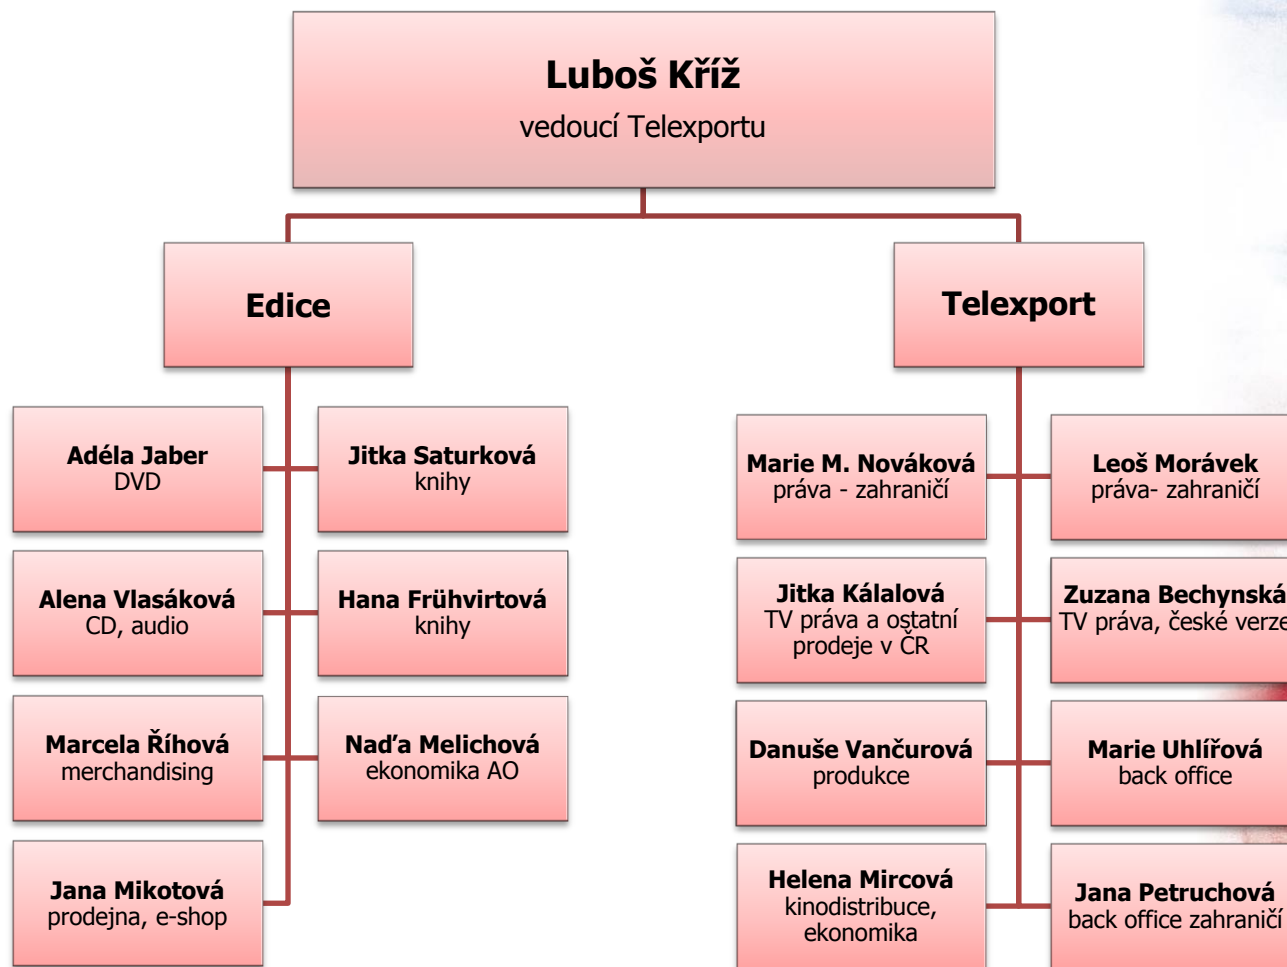 Luboš Kříž
vedoucí Telexportu
Edice
Telexport
Adéla Jaber
DVD
Jitka Saturková
knihy
Alena Vlasáková
CD, audio
Hana Frühvirtová
knihy
Marcela Říhová
merchandising
Naďa Melichová
ekonomika AO
Jana Mikotová
prodejna, e-shop
Marie M. Nováková
práva - zahraničí
Leoš Morávek
práva- zahraničí
Jitka Kálalová
TV práva a ostatní
prodeje v ČR
Zuzana Bechynská
TV práva, české verze
Danuše Vančurová
produkce
Marie Uhlířová
back office
Helena Mircová
kinodistribuce,
ekonomika
Jana Petruchová
back office zahraničí